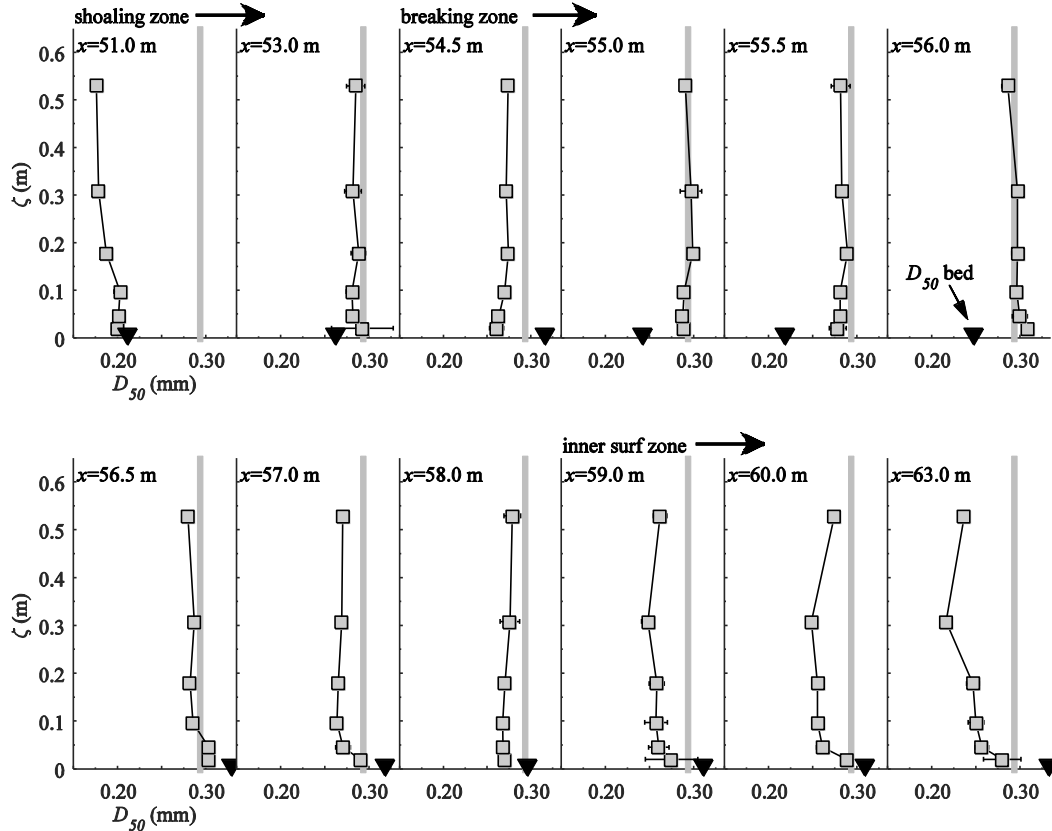 shoaling zone
breaking zone
x=51.0 m
x=53.0 m
x=54.5 m
x=55.0 m
x=55.5 m
x=56.0 m
0.6
0.5
0.4
0.3
0.2
0.1
0
ζ (m)
D50 bed
0.20 0.30 0.20 0.30 0.20 0.30 0.20 0.30 0.20 0.30 0.20 0.30
D50 (mm)
inner surf zone
x=56.5 m
x=57.0 m
x=58.0 m
x=59.0 m
x=60.0 m
x=63.0 m
0.6
0.5
0.4
0.3
0.2
0.1
0
ζ (m)
0.20 0.30 0.20 0.30 0.20 0.30 0.20 0.30 0.20 0.30 0.20 0.30
D50 (mm)